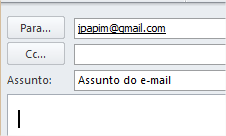 Para... jpapim@gmail.com
Cc...
Assunto: Assunto do e-mail